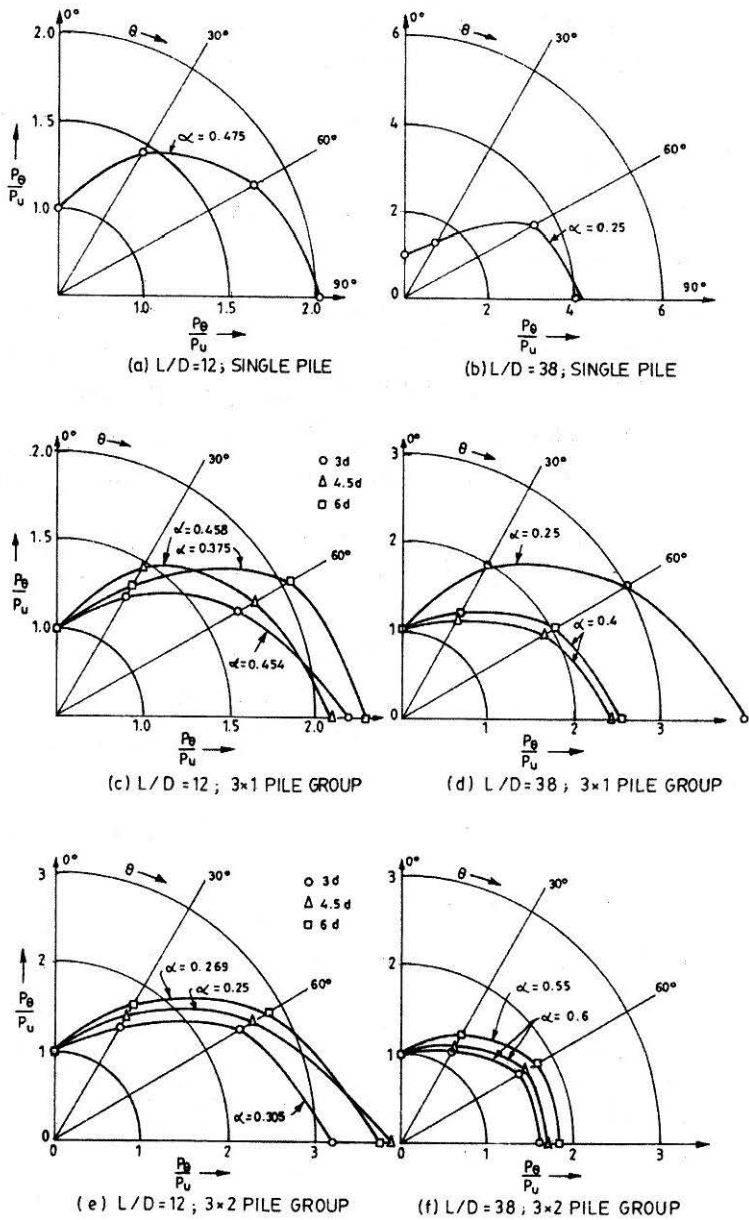 0°
θ
30°
60°
90°
2.0
1.5
1.0
Pθ
Pu
∝=0.475
1.0
1.5
2.0
Pθ
Pu
(a) L/D=12; SINGLE PILE
0°
θ
30°
60°
90°
6
4
2
0
∝=0.25
2
4
6
Pθ
Pu
(b) L/D=38; SINGLE PILE
0°
θ
30°
60°
2.0
1.5
1.0
Pθ
Pu
○ 3d
△ 4.5d
□ 6d
∝=0.458
∝=0.375
∝=0.454
1.0
1.5
2.0
Pθ
Pu
(c) L/D=12; 3×1 PILE GROUP
0°
θ
30°
60°
3
2
1
0
∝=0.25
∝=0.4
1
2
3
Pθ
Pu
(d) L/D=38; 3×1 PILE GROUP
0°
θ
30°
60°
3
2
1
0
Pθ
Pu
○ 3d
△ 4.5d
□ 6d
∝=0.269
∝=0.25
∝=0.305
0
1
2
3
Pθ
Pu
(e) L/D=12; 3×2 PILE GROUP
0°
θ
30°
60°
3
2
1
0
∝=0.55
∝=0.6
0
1
2
3
Pθ
Pu
(f) L/D=38; 3×2 PILE GROUP